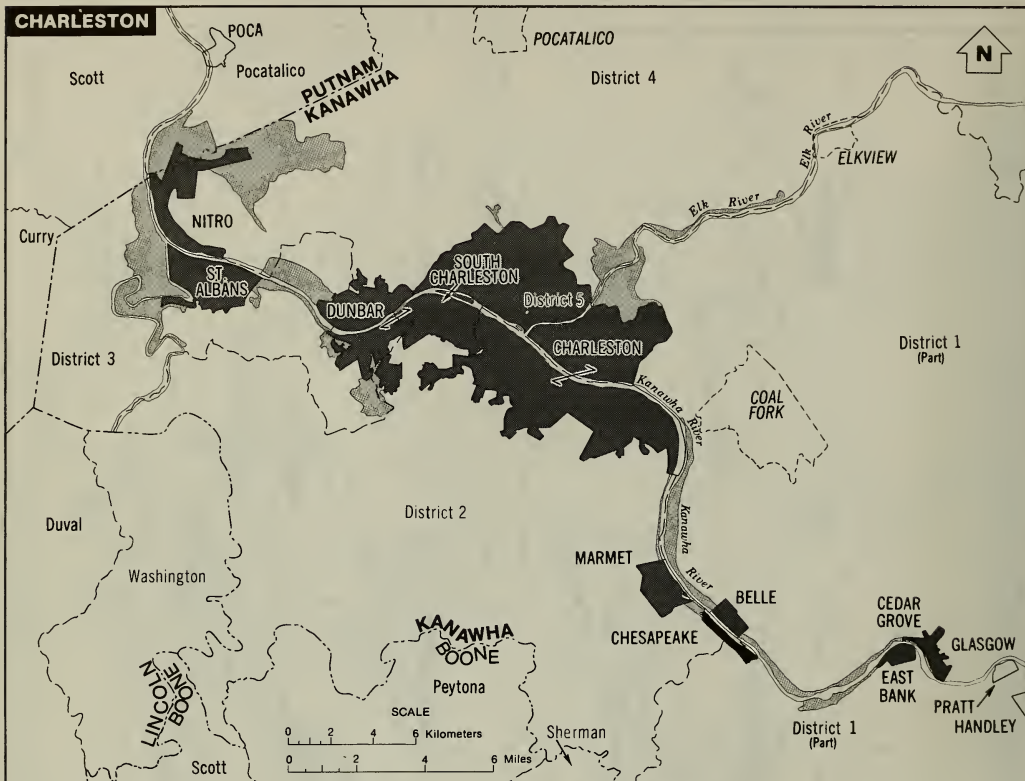 CHARLESTON
POCA
POCATALICO
N
Scott
Pocatalico
District 4
PUTNAM
KANAWHA
Elk River
ELKVIEW
Elk River
Curry
NITRO
ST
ALBANS
SOUTH
CHARLESTON
DUNBAR
District 5
CHARLESTON
District 3
District 1
(Part)
Kanawha River
COAL
FORK
Duval
District 2
Kanawha River
Washington
MARMET
BELLE
CHESAPEAKE
CEDAR
GROVE
GLASGOW
KANAWHA
BOONE
EAST
BANK
LINCOLN
BOONE
Peytona
PRATT
HANDLEY
SCALE
0 2 4 6 Kilometers
Sherman
District 1
(Part)
Scott
0 2 4 6 Miles